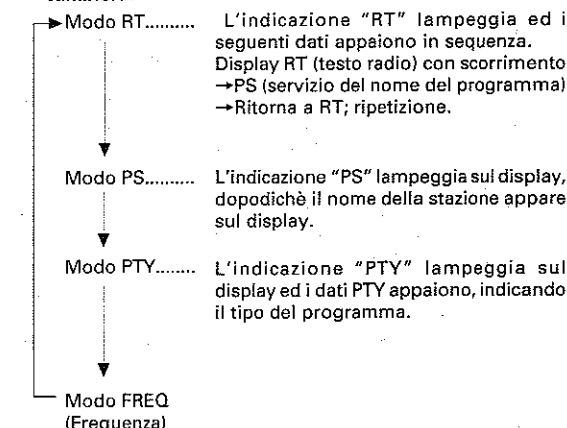 Modo RT.......... L'indicazione "RT" lampeggia ed i
seguenti dati appaiono in sequenza.
Display RT (testo radio) con scorrimento
→PS (servizio del nome del programma)
→Ritorna a RT; ripetizione.
Modo PS.......... L'indicazione "PS" lampeggia sul display,
dopodichè il nome della stazione appare
sul display.
Modo PTY........ L'indicazione "PTY" lampeggia sul
display ed i dati PTY appaiono, indicando
il tipo del programma.
Modo FREQ
(Frequenza)